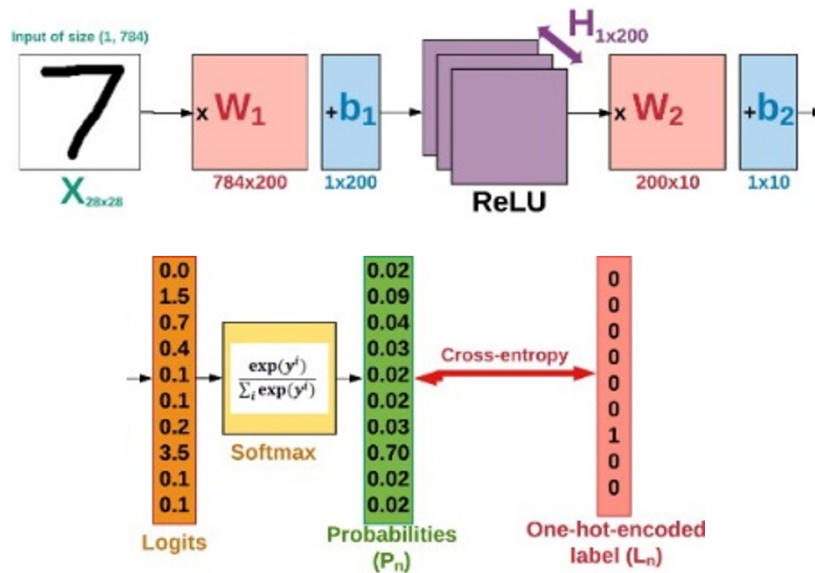 Input of size (1, 784)
7
X28x28
x W1
784x200
+b1
1x200
H1x200
ReLU
x W2
200x10
+b2
1x10
0.0
1.5
0.7
0.4
0.1
0.1
0.2
3.5
0.1
0.1
Logits
exp(yⁱ)
∑ᵢ exp(yⁱ)
Softmax
0.02
0.09
0.04
0.03
0.02
0.02
0.03
0.70
0.02
0.02
Probabilities
(Pn)
Cross-entropy
0
0
0
0
0
0
1
0
0
One-hot-encoded
label (Ln)